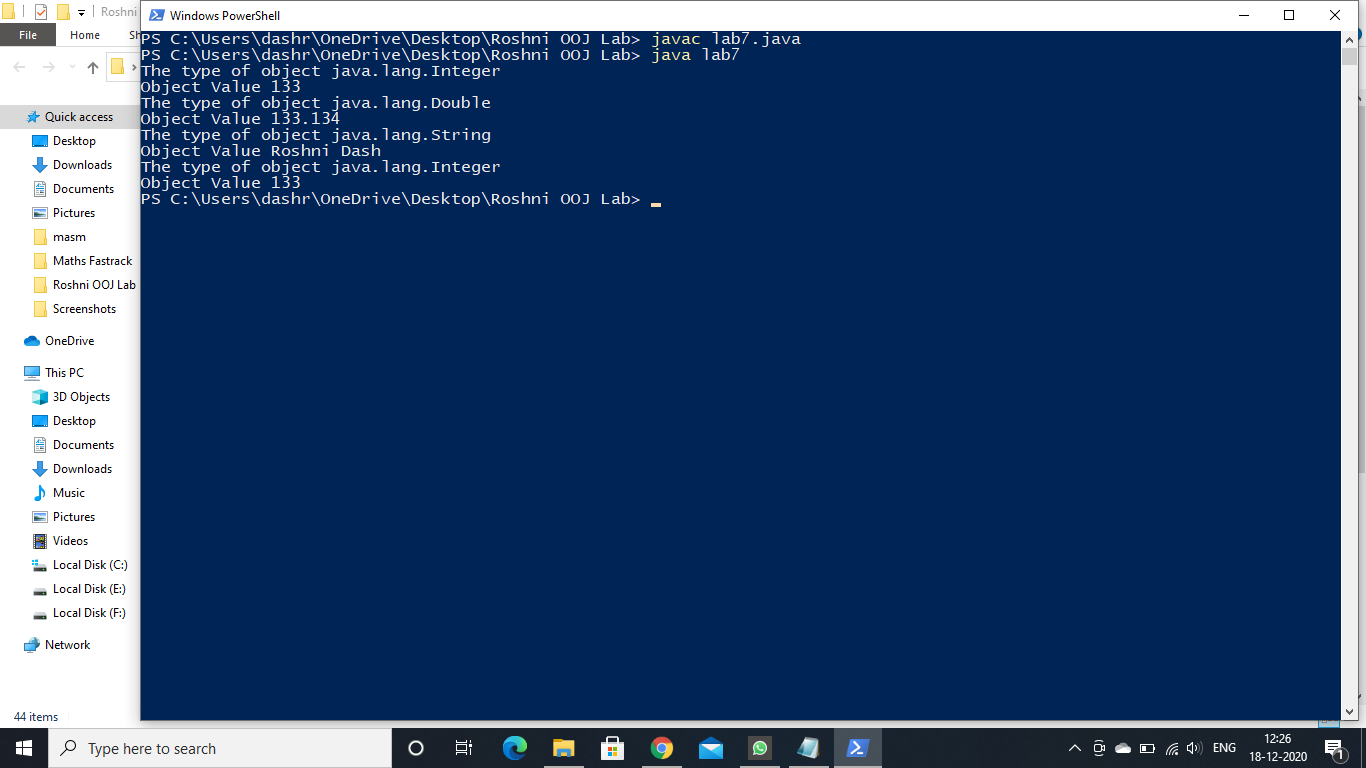 Roshni
Windows PowerShell
File
Home
Sh
PS C:\Users\dashr\OneDrive\Desktop\Roshni OOJ Lab> javac lab7.java
PS C:\Users\dashr\OneDrive\Desktop\Roshni OOJ Lab> java lab7
The type of object java.lang.Integer
Object Value 133
The type of object java.lang.Double
Object Value 133.134
The type of object java.lang.String
Object Value Roshni Dash
The type of object java.lang.Integer
Object Value 133
PS C:\Users\dashr\OneDrive\Desktop\Roshni OOJ Lab>
Quick access
Desktop
Downloads
Documents
Pictures
masm
Maths Fastrack
Roshni OOJ Lab
Screenshots
OneDrive
This PC
3D Objects
Desktop
Documents
Downloads
Music
Pictures
Videos
Local Disk (C:)
Local Disk (E:)
Local Disk (F:)
Network
44 items
Type here to search
ENG
12:26
18-12-2020
1